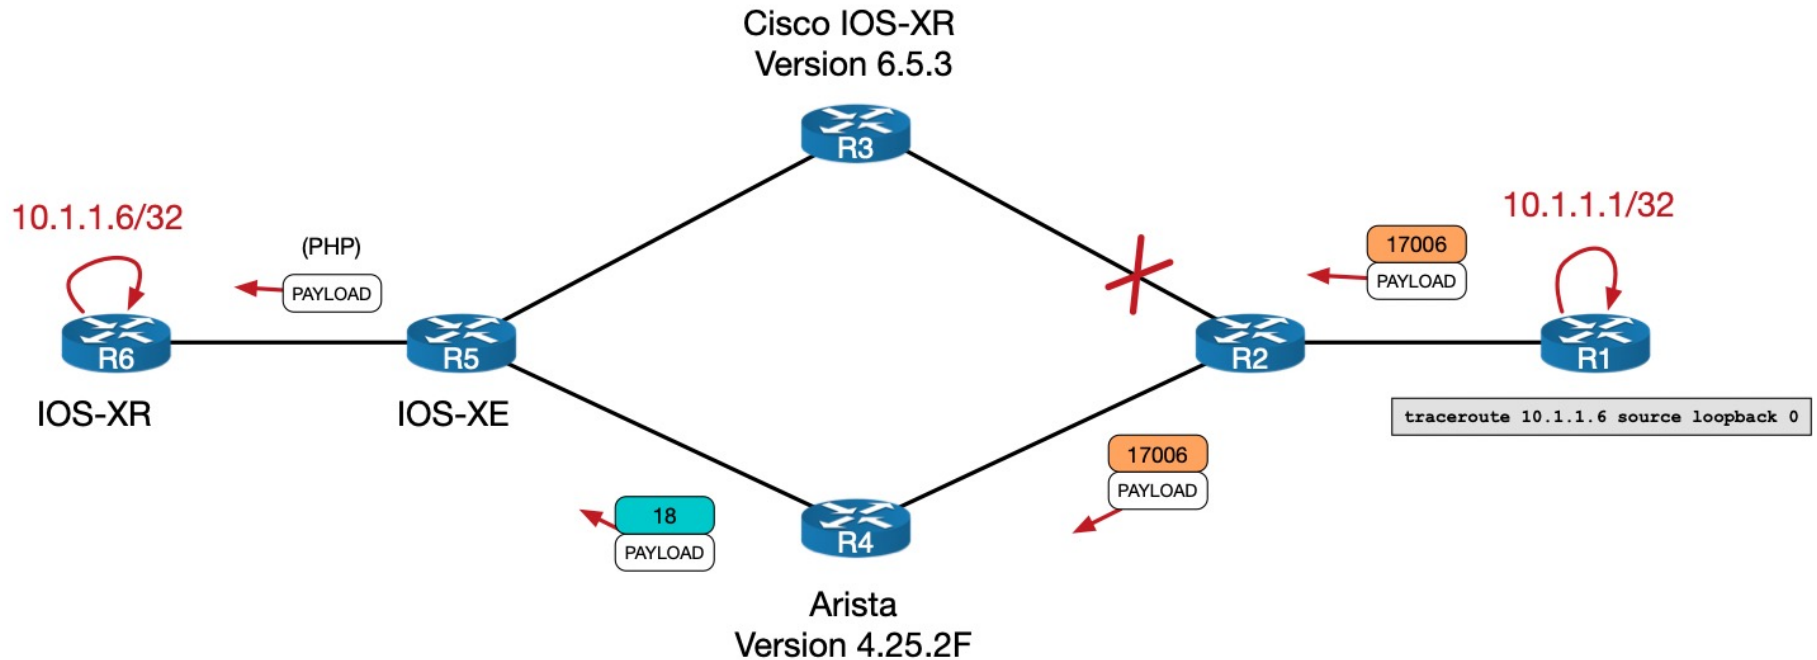 Cisco IOS-XR
Version 6.5.3
R3
10.1.1.6/32
(PHP)
PAYLOAD
10.1.1.1/32
17006
PAYLOAD
R6
R5
R2
R1
IOS-XR
IOS-XE
traceroute 10.1.1.6 source loopback 0
17006
PAYLOAD
18
PAYLOAD
R4
Arista
Version 4.25.2F